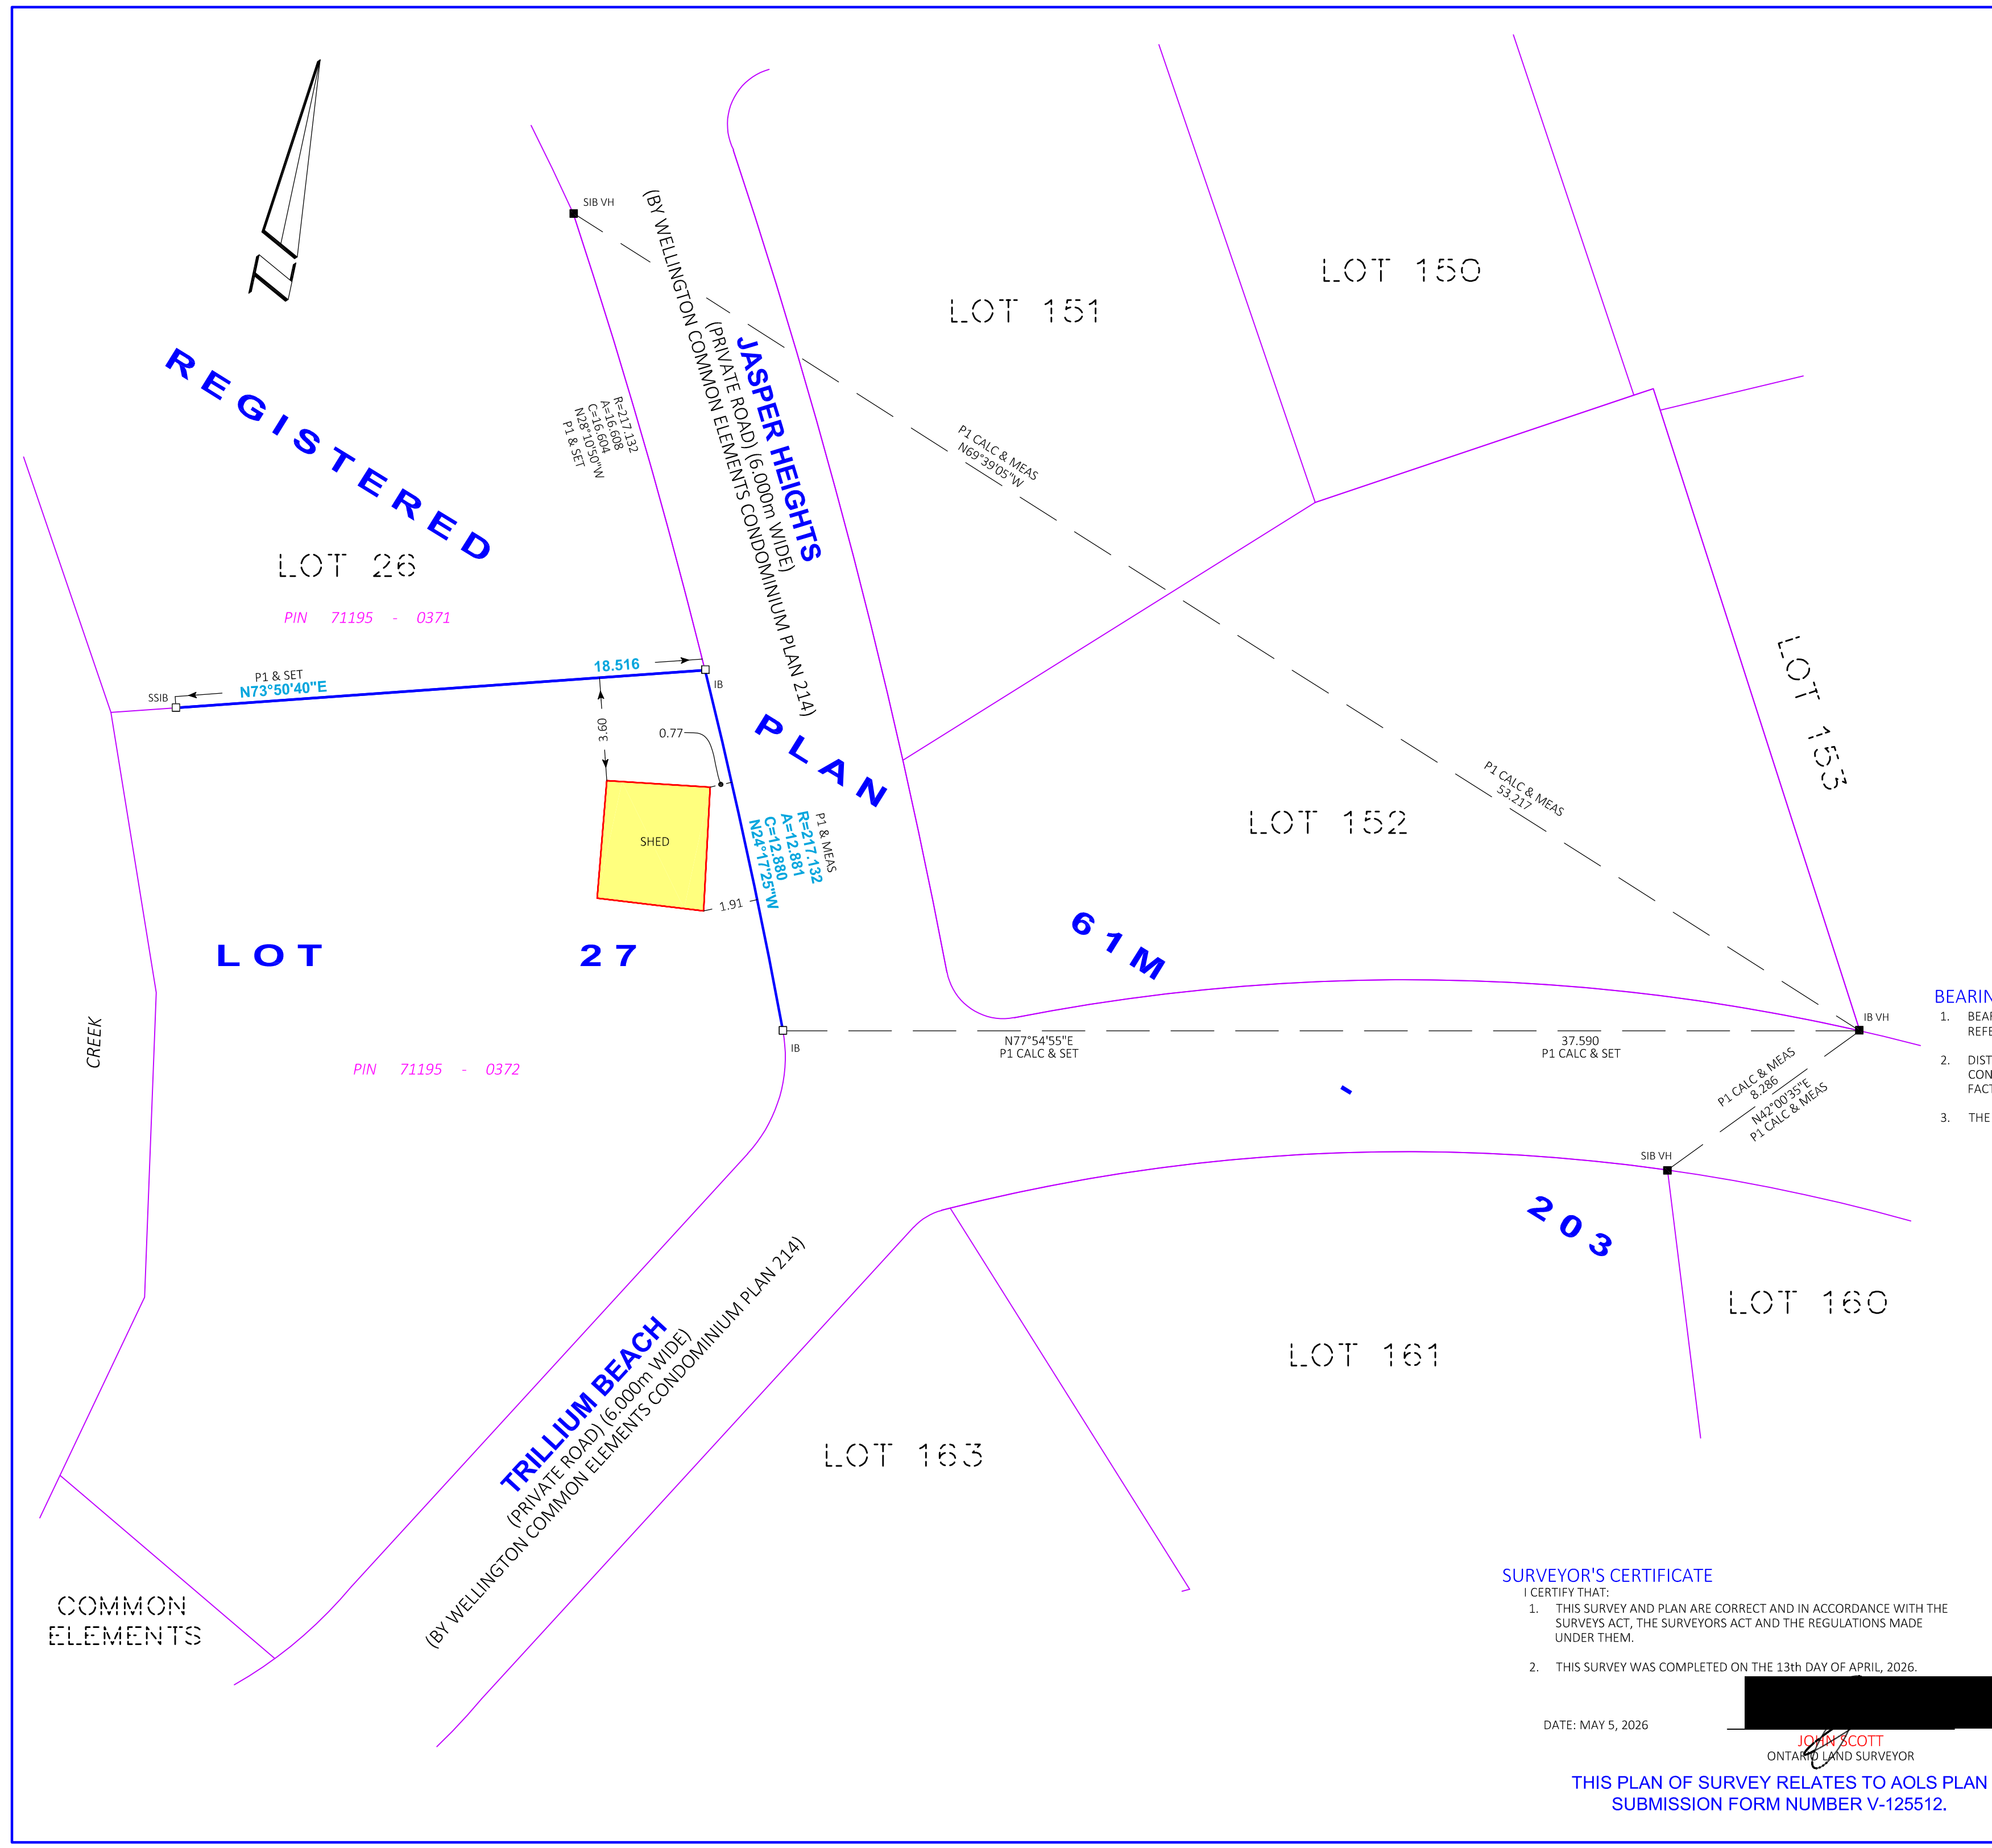 SIB VH
(BY WELLINGTON COMMON ELEMENTS CONDOMINIUM PLAN 214)
(PRIVATE ROAD) (6.000m WIDE)
JASPER HEIGHTS
LOT 150
LOT 151
REGISTERED
R=217.132
A=16.608
C=16.604
N28°10'50"W
P1 & SET
P1 CALC & MEAS
N69°39'05"W
LOT 26
PIN 71195 - 0371
18.516
P1 & SET
N73°50'40"E
SSIB
IB
3.60
0.77
PLAN
LOT 153
P1 CALC & MEAS
53.217
P1 & MEAS
R=217.132
A=12.881
C=12.880
N24°17'25"W
SHED
1.91
LOT 152
LOT 27
61M
CREEK
PIN 71195 - 0372
IB
N77°54'55"E
P1 CALC & SET
37.590
P1 CALC & SET
IB VH
P1 CALC & MEAS
8.286
N42°00'35"E
P1 CALC & MEAS
-
SIB VH
203
BEARIN
1. BEAR
REFE
2. DIST
CON
FACT
3. THE
LOT 160
LOT 161
LOT 163
TRILLIUM BEACH
(PRIVATE ROAD) (6.000m WIDE)
(BY WELLINGTON COMMON ELEMENTS CONDOMINIUM PLAN 214)
COMMON
ELEMENTS
SURVEYOR'S CERTIFICATE
I CERTIFY THAT:
1. THIS SURVEY AND PLAN ARE CORRECT AND IN ACCORDANCE WITH THE
SURVEYS ACT, THE SURVEYORS ACT AND THE REGULATIONS MADE
UNDER THEM.
2. THIS SURVEY WAS COMPLETED ON THE 13th DAY OF APRIL, 2026.
DATE: MAY 5, 2026
JOHN SCOTT
ONTARIO LAND SURVEYOR
THIS PLAN OF SURVEY RELATES TO AOLS PLAN
SUBMISSION FORM NUMBER V-125512.